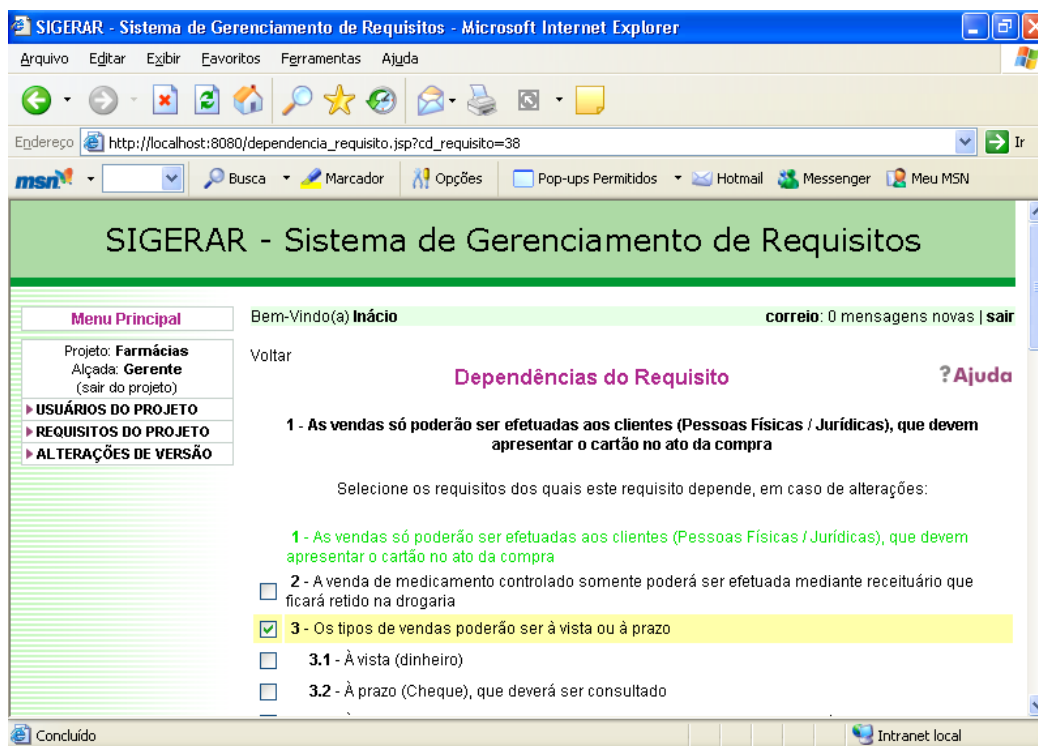 SIGERAR - Sistema de Gerenciamento de Requisitos - Microsoft Internet Explorer
Arquivo Editar Exibir Favoritos Ferramentas Ajuda
Endereço http://localhost:8080/dependencia_requisito.jsp?cd_requisito=38 Ir
msn Busca Marcador Opções Pop-ups Permitidos Hotmail Messenger Meu MSN
SIGERAR - Sistema de Gerenciamento de Requisitos
Menu Principal
Projeto: Farmácias
Alçada: Gerente
(sair do projeto)
USUÁRIOS DO PROJETO
REQUISITOS DO PROJETO
ALTERAÇÕES DE VERSÃO
Bem-Vindo(a) Inácio correio: 0 mensagens novas | sair
Voltar
Dependências do Requisito
?Ajuda
1 - As vendas só poderão ser efetuadas aos clientes (Pessoas Físicas / Jurídicas), que devem
apresentar o cartão no ato da compra
Selecione os requisitos dos quais este requisito depende, em caso de alterações:
1 - As vendas só poderão ser efetuadas aos clientes (Pessoas Físicas / Jurídicas), que devem
apresentar o cartão no ato da compra
2 - A venda de medicamento controlado somente poderá ser efetuada mediante receituário que
ficará retido na drogaria
3 - Os tipos de vendas poderão ser à vista ou à prazo
3.1 - À vista (dinheiro)
3.2 - À prazo (Cheque), que deverá ser consultado
Concluído Intranet local